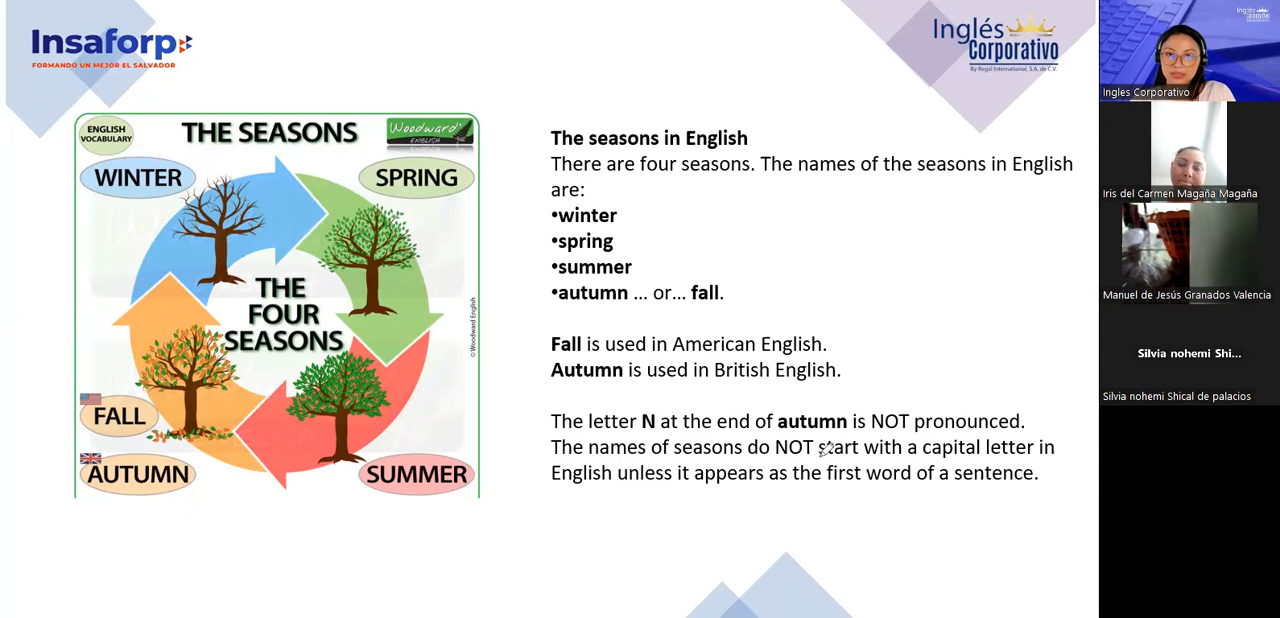 Insaforp
FORMANDO UN MEJOR EL SALVADOR
Inglés
Corporativo
By Regal International, S.A. de C.V.
ENGLISH
VOCABULARY
THE SEASONS
Woodward®
ENGLISH
WINTER
SPRING
THE
FOUR
SEASONS
FALL
AUTUMN
SUMMER
© Woodward English
The seasons in English
There are four seasons. The names of the seasons in English
are:
•winter
•spring
•summer
•autumn ... or... fall.
Fall is used in American English.
Autumn is used in British English.
The letter N at the end of autumn is NOT pronounced.
The names of seasons do NOT start with a capital letter in
English unless it appears as the first word of a sentence.
Ingles Corporativo
Iris del Carmen Magaña Magaña
Manuel de Jesús Granados Valencia
Silvia nohemi Shi...
Silvia nohemi Shical de palacios